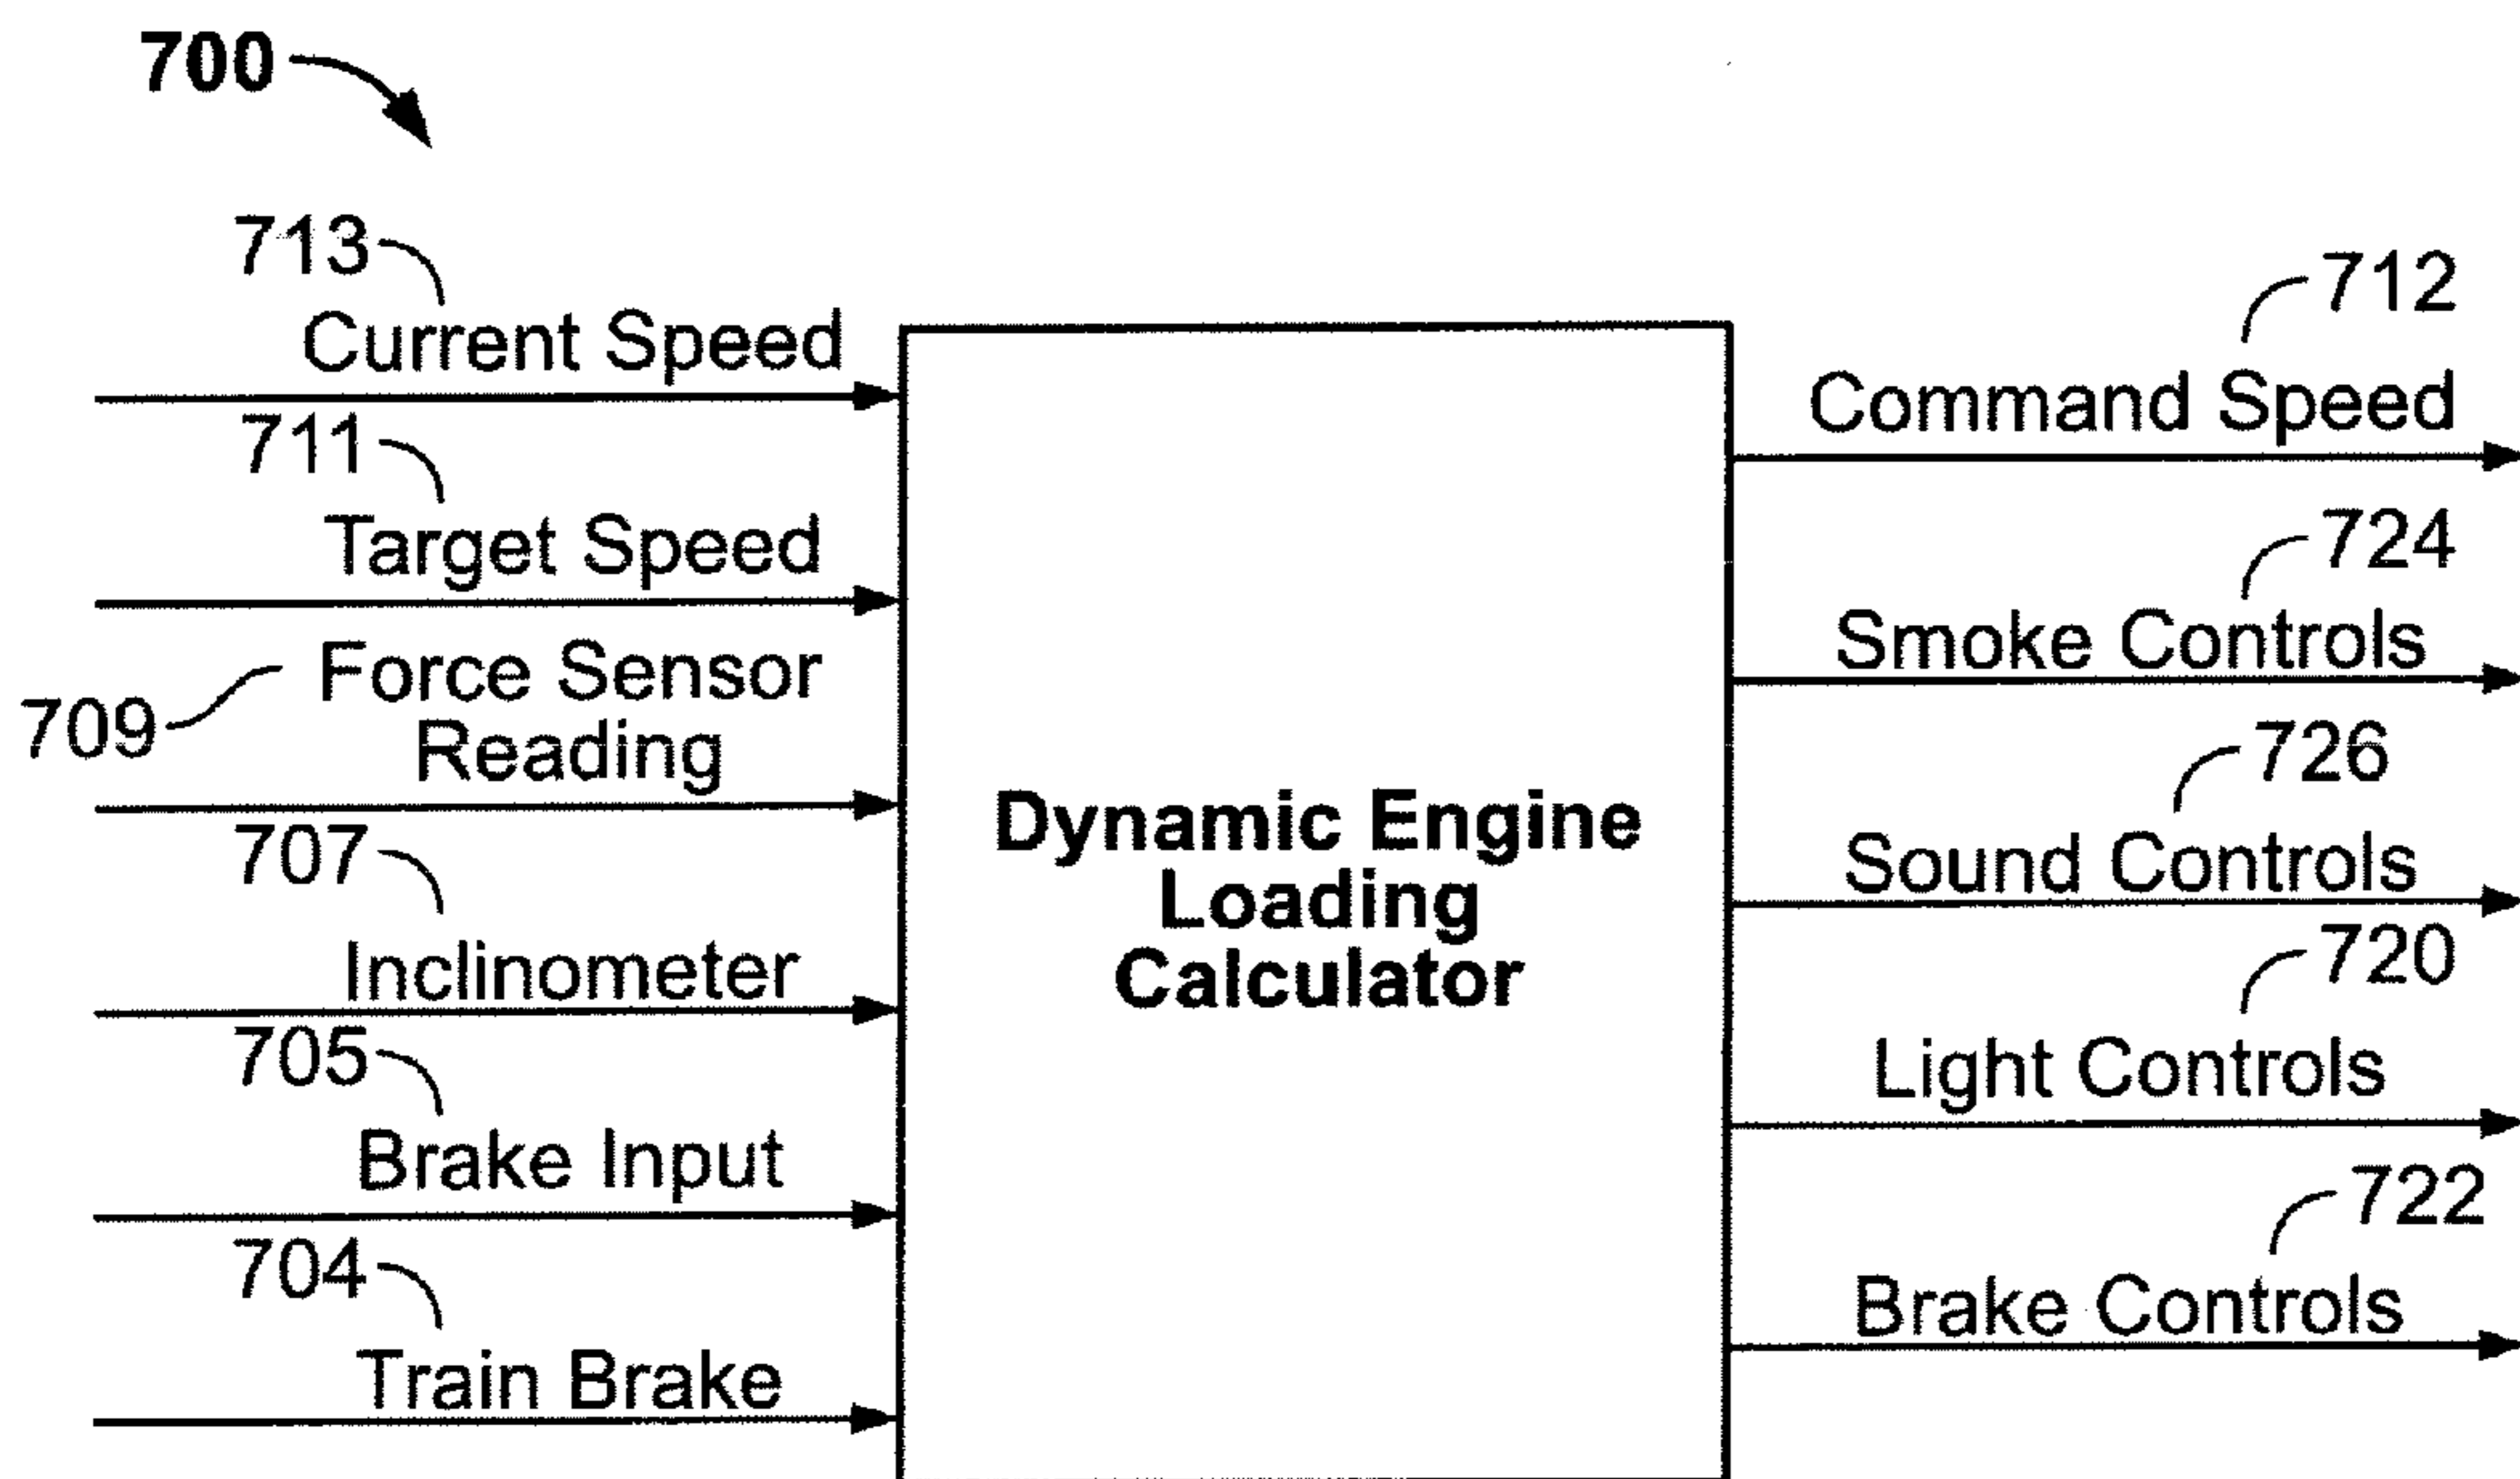 700
713
Current Speed
711
Target Speed
709
Force Sensor
Reading
707
Inclinometer
705
Brake Input
704
Train Brake
Dynamic Engine
Loading
Calculator
712
Command Speed
724
Smoke Controls
726
Sound Controls
720
Light Controls
722
Brake Controls